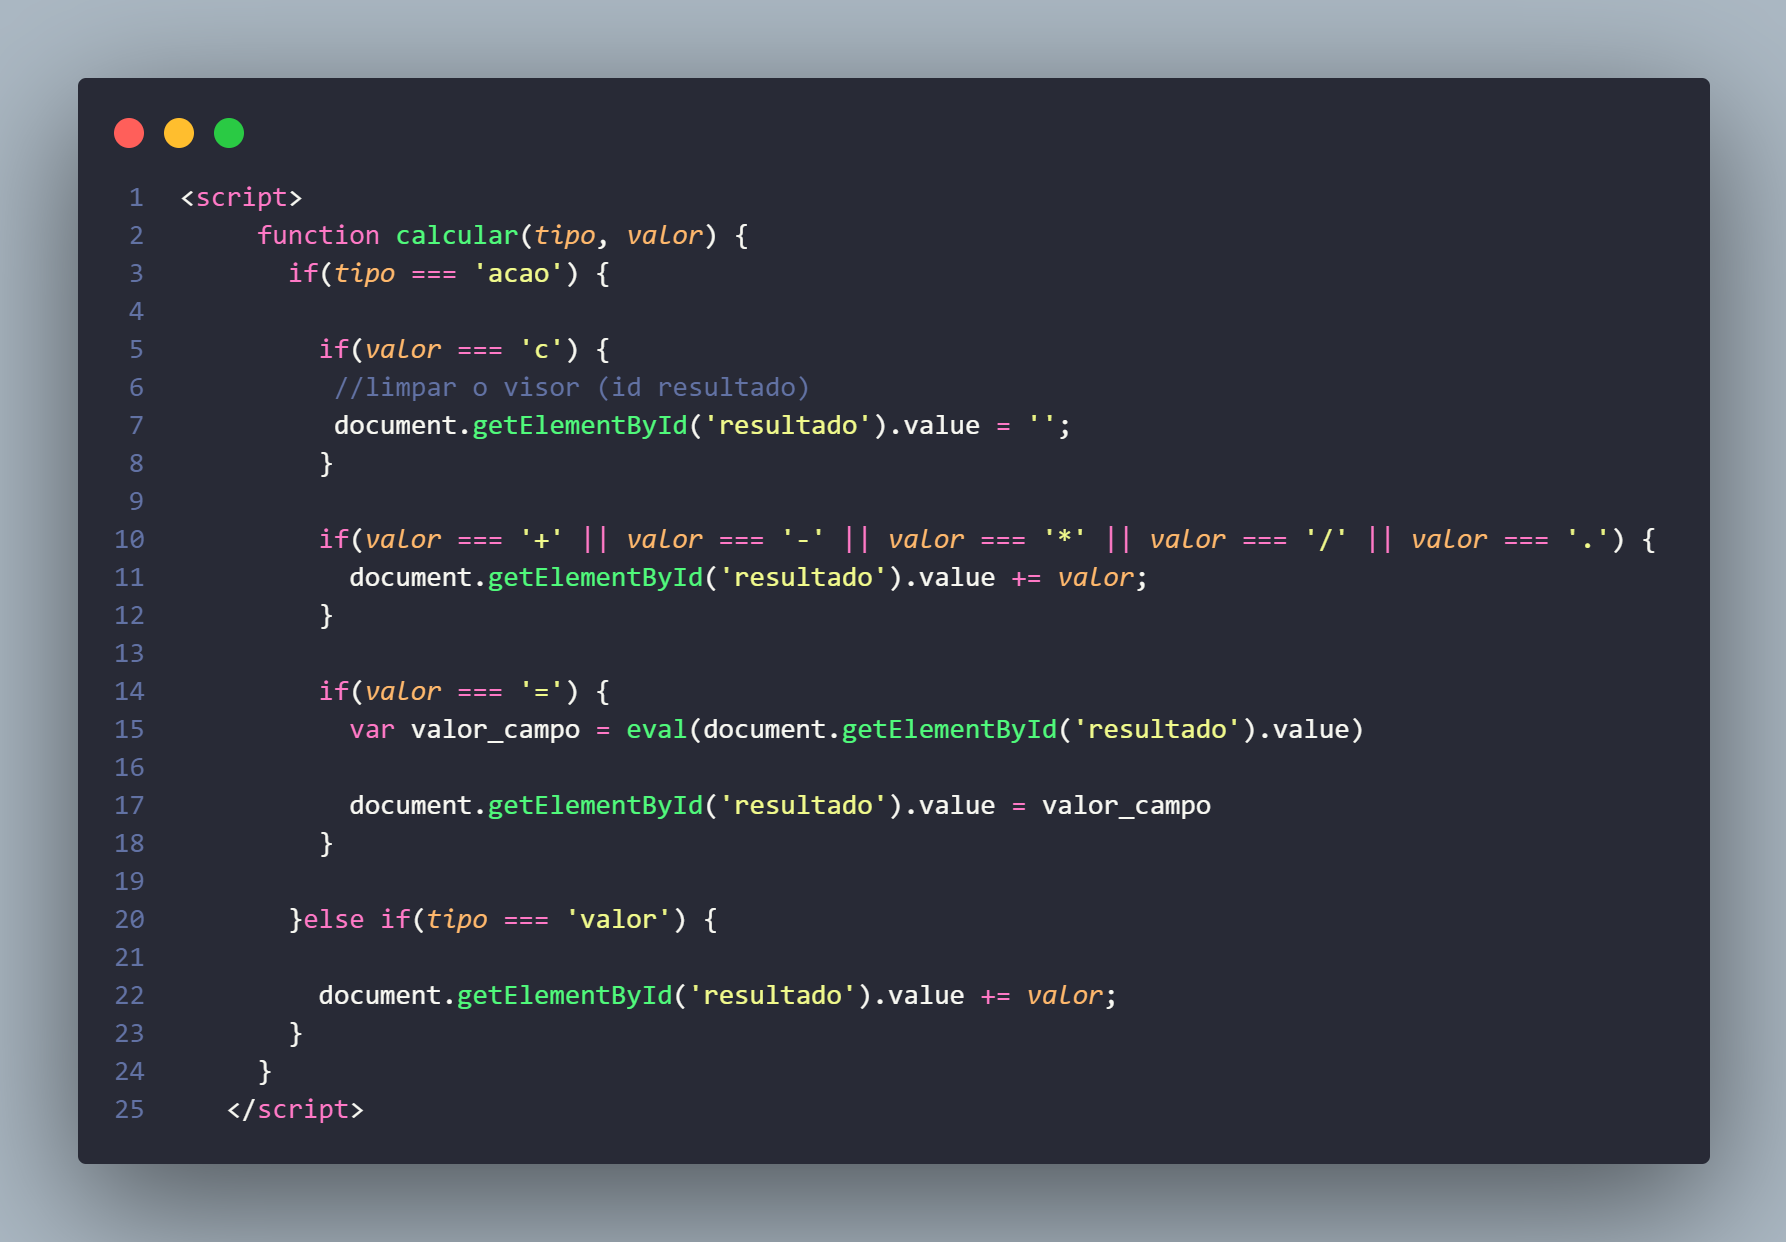 1 <script>
2 function calcular(tipo, valor) {
3 if(tipo === 'acao') {
4
5 if(valor === 'c') {
6 //limpar o visor (id resultado)
7 document.getElementById('resultado').value = '';
8 }
9
10 if(valor === '+' || valor === '-' || valor === '*' || valor === '/' || valor === '.') {
11 document.getElementById('resultado').value += valor;
12 }
13
14 if(valor === '=') {
15 var valor_campo = eval(document.getElementById('resultado').value)
16
17 document.getElementById('resultado').value = valor_campo
18 }
19
20 }else if(tipo === 'valor') {
21
22 document.getElementById('resultado').value += valor;
23 }
24 }
25 </script>